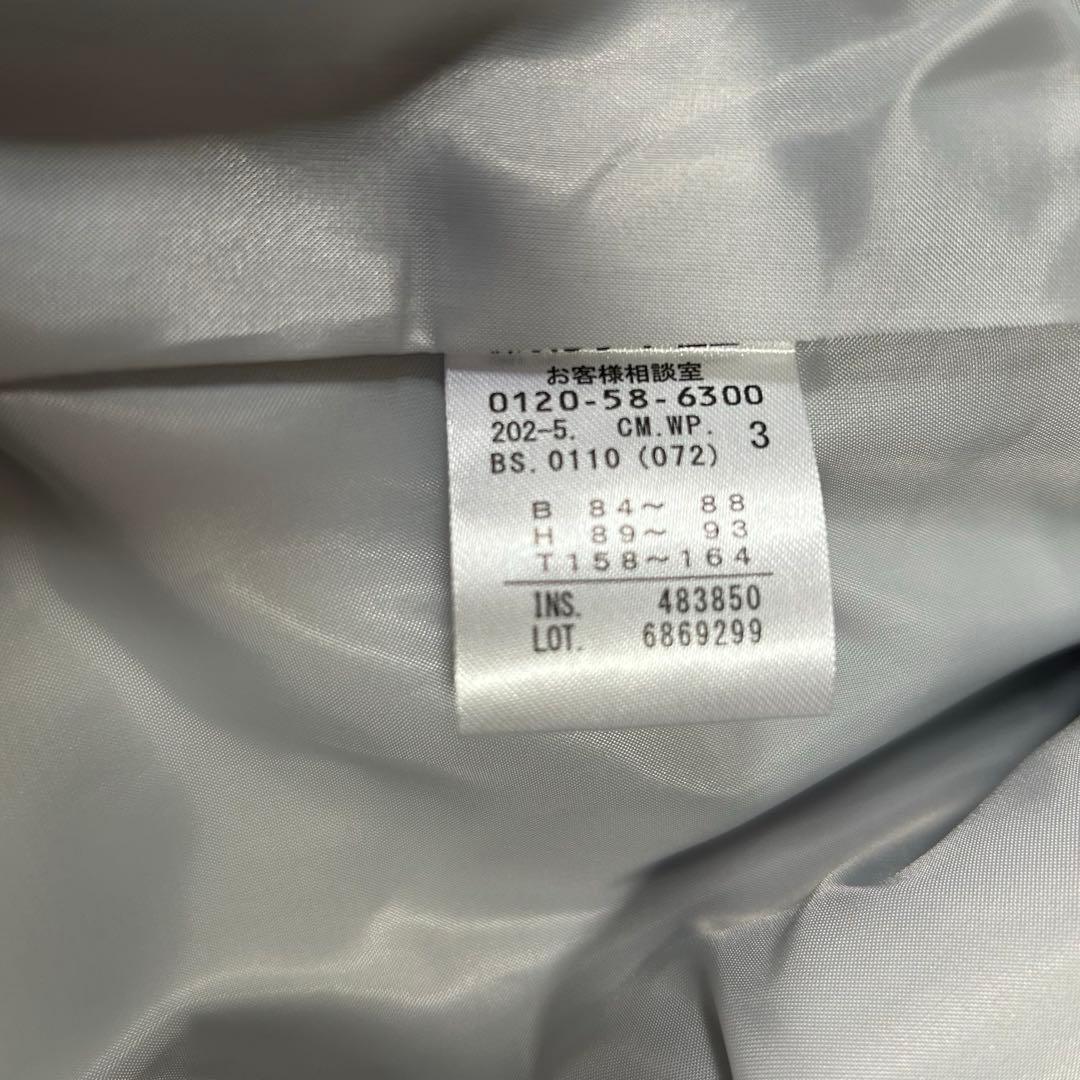 お客様相談室
0120-58-6300
202-5. CM.WP. 3
BS.0110 (072)
B 84～ 88
H 89～ 93
T158～164
INS. 483850
LOT. 6869299